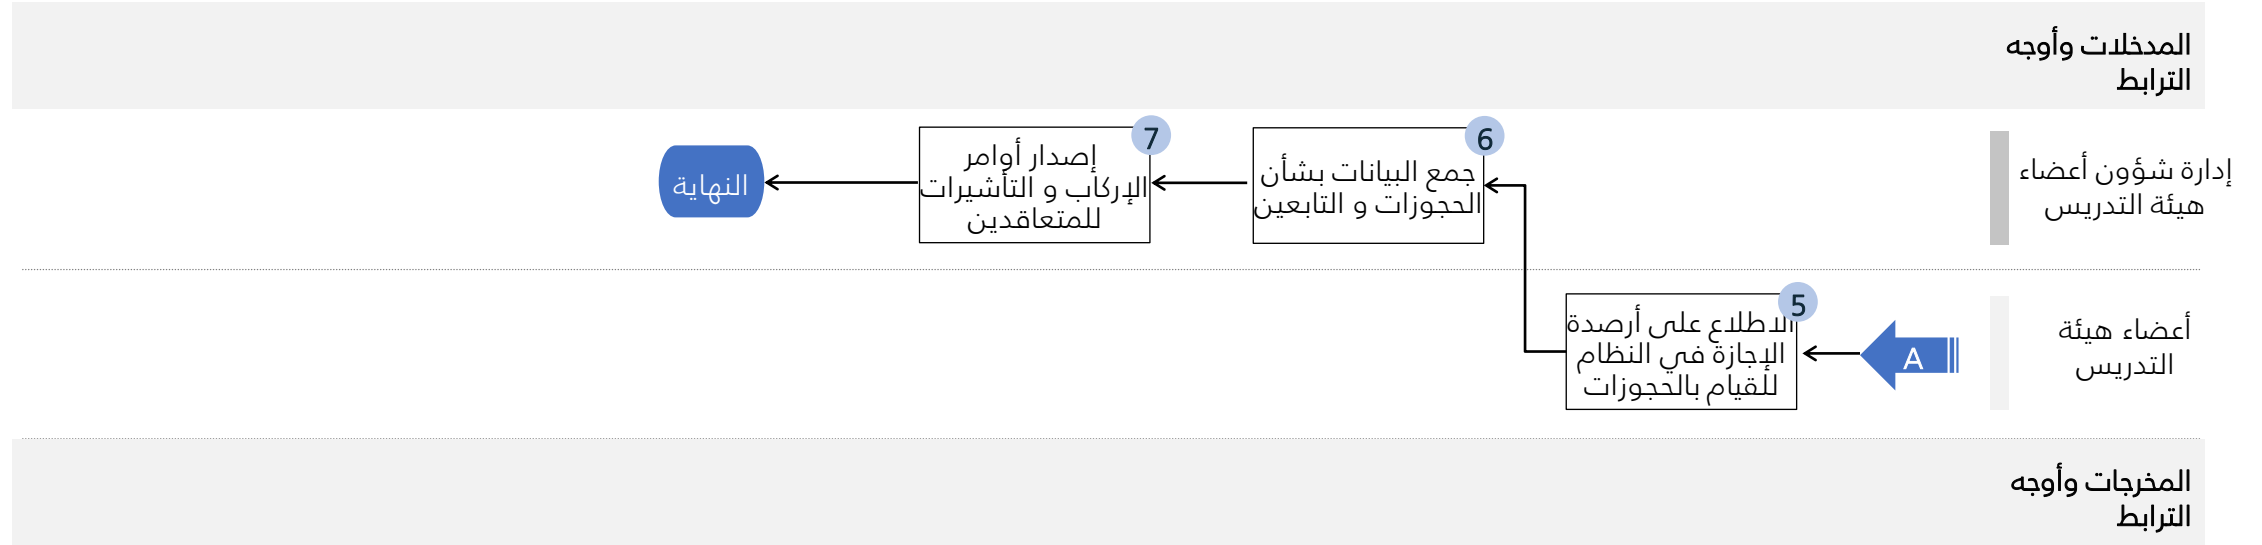 المدخلات وأوجه
الترابط
إدارة شؤون أعضاء
هيئة التدريس
6
جمع البيانات بشأن
الحجوزات و التابعين
7
إصدار أوامر
الإركاب و التأشيرات
للمتعاقدين
النهاية
أعضاء هيئة
التدريس
A
5
الاطلاع على أرصدة
الإجازة في النظام
للقيام بالحجوزات
المخرجات وأوجه
الترابط